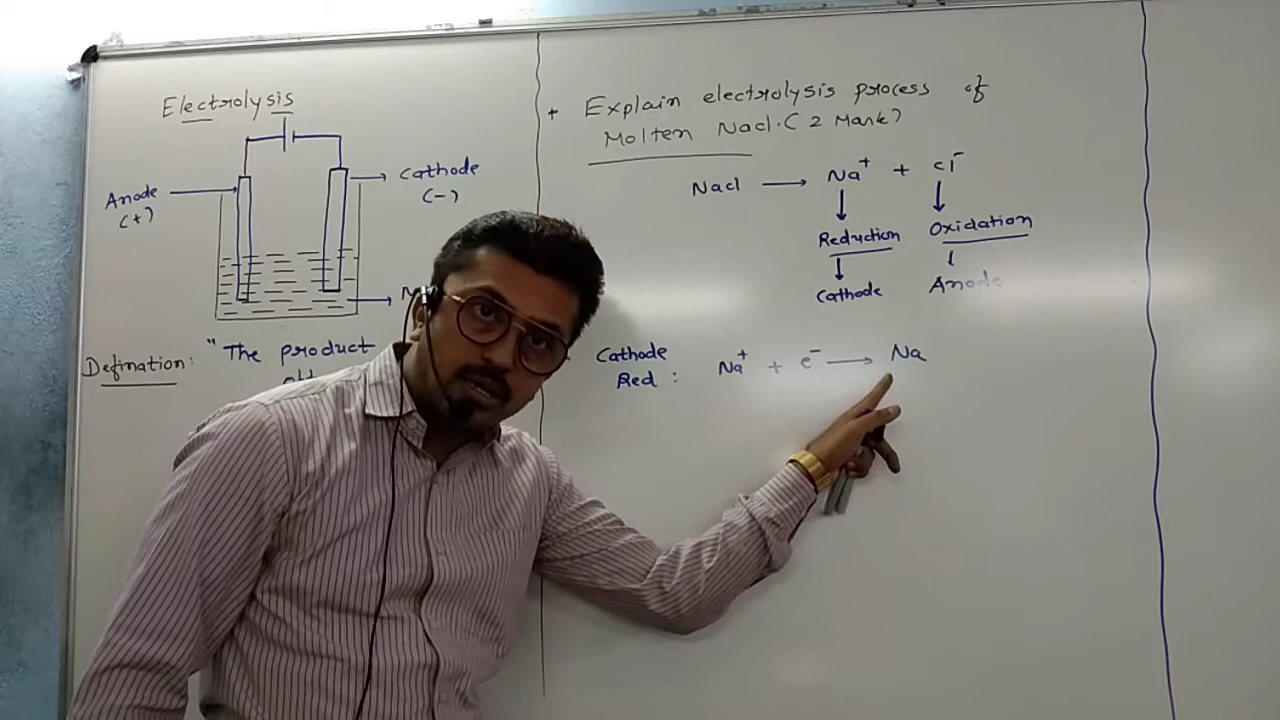 Electrolysis
Anode
(+)
Cathode
(-)
Defination: "The product
+ Explain electrolysis process of
Molten Nacl. (2 Mark)
Nacl → Na⁺ + cl⁻
Reduction
Oxidation
Cathode
Anode
Cathode
Red : Na⁺ + e⁻ → Na